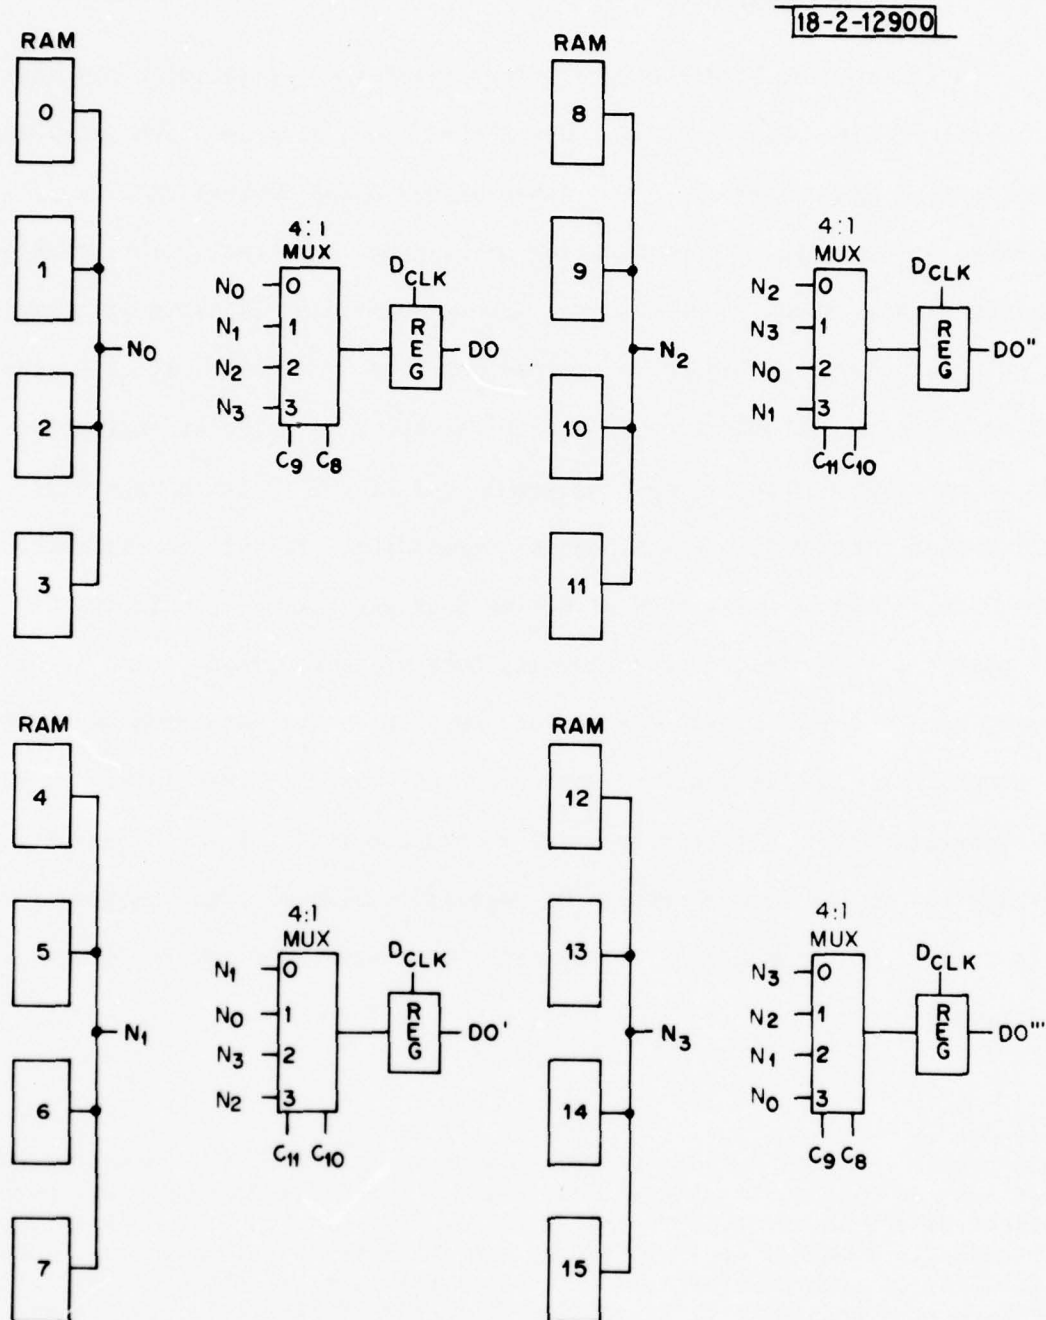 18-2-12900
RAM
0
1
2
3
N0
4:1
MUX
N0 0
N1 1
N2 2
N3 3
C9 C8
DCLK
REG
DO
RAM
8
9
10
11
N2
4:1
MUX
N2 0
N3 1
N0 2
N1 3
C11 C10
DCLK
REG
DO"
RAM
4
5
6
7
N1
4:1
MUX
N1 0
N0 1
N3 2
N2 3
C11 C10
DCLK
REG
DO'
RAM
12
13
14
15
N3
4:1
MUX
N3 0
N2 1
N1 2
N0 3
C9 C8
DCLK
REG
DO'''